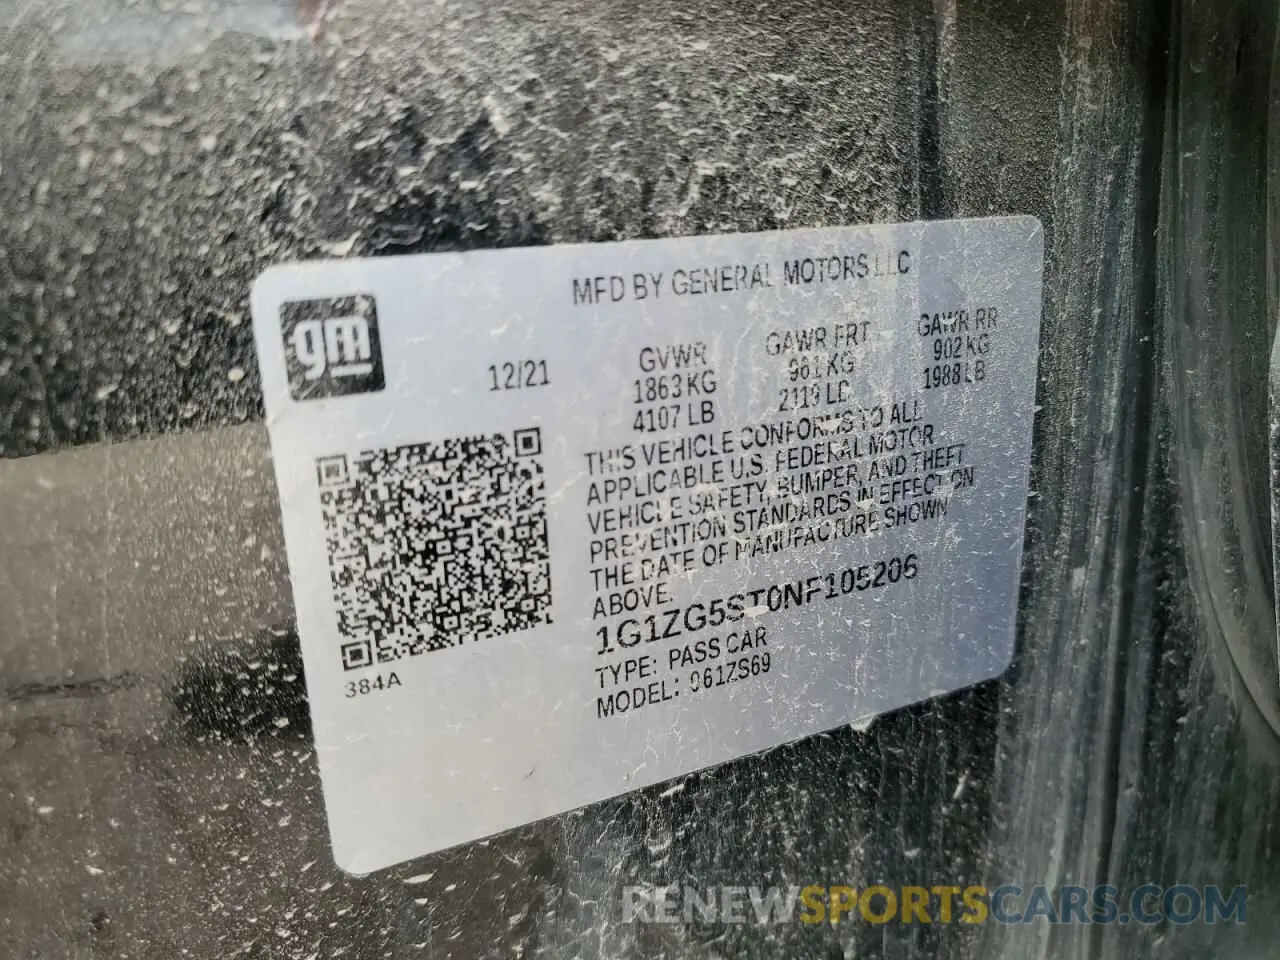 MFD BY GENERAL MOTORS LLC
gm
12/21
GVWR
1863 KG
4107 LB
GAWR FRT
961 KG
2119 LB
GAWR RR
902 KG
1988 LB
THIS VEHICLE CONFORMS TO ALL
APPLICABLE U.S. FEDERAL MOTOR
VEHICLE SAFETY, BUMPER, AND THEFT
PREVENTION STANDARDS IN EFFECT ON
THE DATE OF MANUFACTURE SHOWN
ABOVE.
1G1ZG5ST0NF105206
TYPE: PASS CAR
MODEL: 061ZS69
384A
RENEWSPORTSCARS.COM